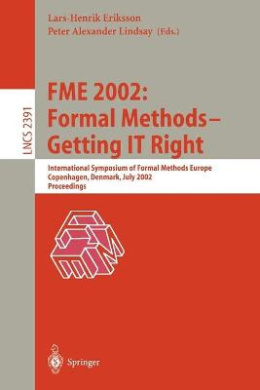 Lars-Henrik Eriksson
Peter Alexander Lindsay (Eds.)
LNCS 2391
FME 2002:
Formal Methods–
Getting IT Right
International Symposium of Formal Methods Europe
Copenhagen, Denmark, July 2002
Proceedings
FME
Springer